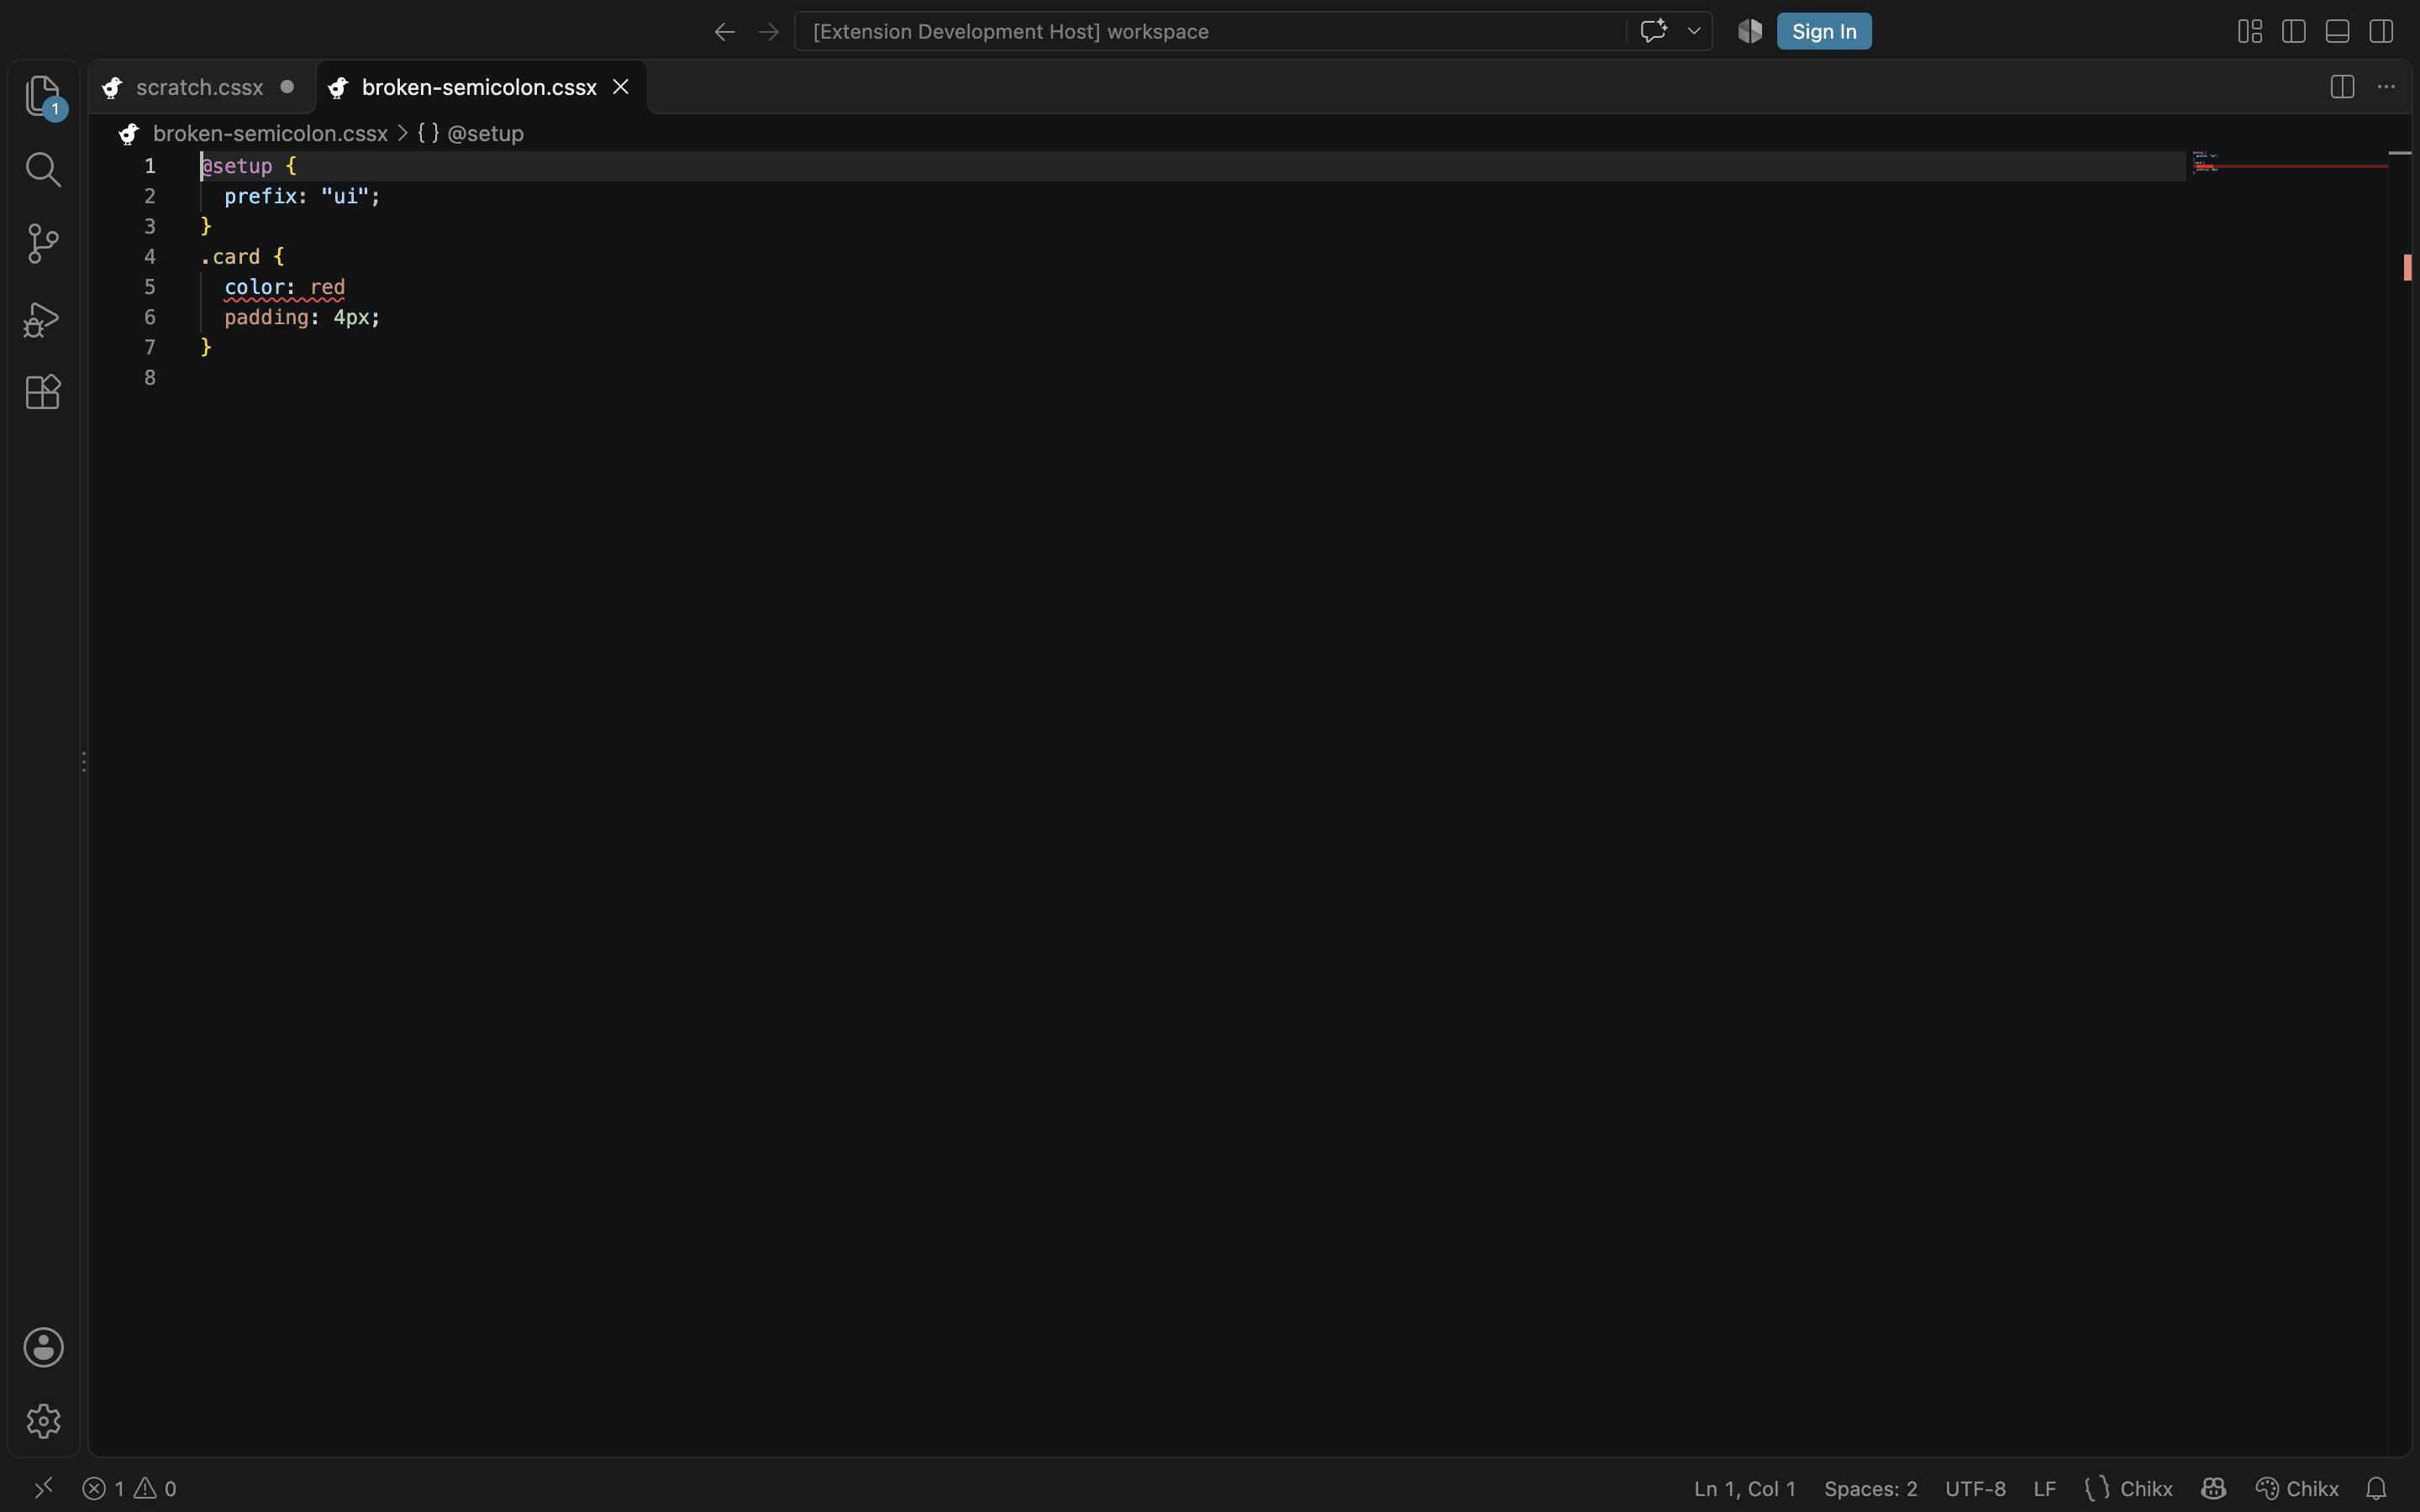 [Extension Development Host] workspace
Sign In
1
scratch.cssx
broken-semicolon.cssx
broken-semicolon.cssx > {} @setup
1 @setup {
2 prefix: "ui";
3 }
4 .card {
5 color: red
6 padding: 4px;
7 }
8
1 0
Ln 1, Col 1 Spaces: 2 UTF-8 LF {} Chikx Chikx